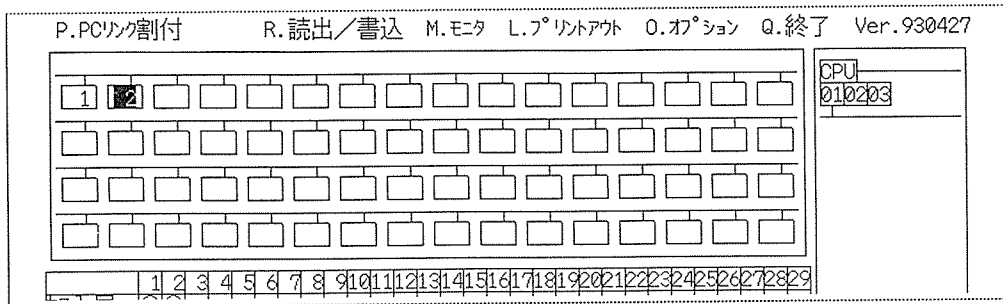 P.PCリンク割付 R.読出／書込 M.モニタ L.プリントアウト O.オプション Q.終了 Ver.930427
1 2
CPU
01 02 03
1 2 3 4 5 6 7 8 9 10 11 12 13 14 15 16 17 18 19 20 21 22 23 24 25 26 27 28 29